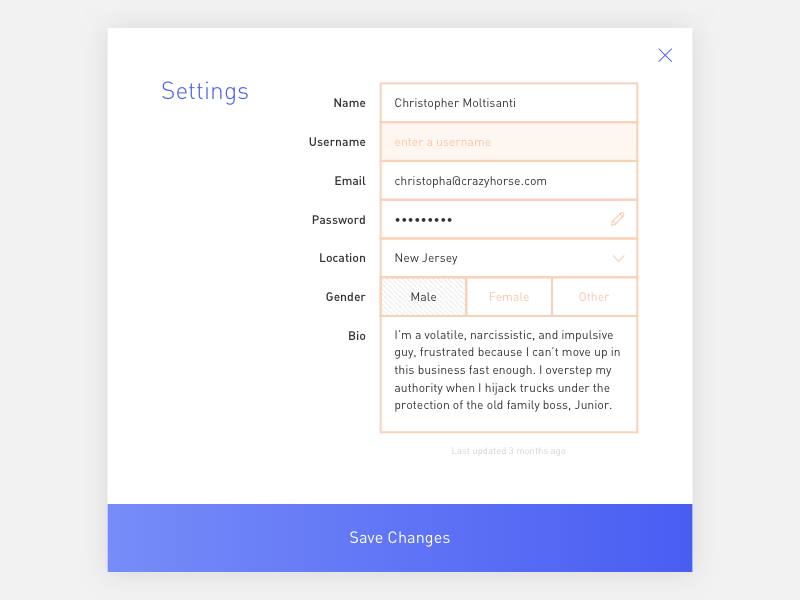 Settings
Name
Christopher Moltisanti
Username
enter a username
Email
christopha@crazyhorse.com
Password
•••••••••
Location
New Jersey
Gender
Male
Female
Other
Bio
I'm a volatile, narcissistic, and impulsive
guy, frustrated because I can't move up in
this business fast enough. I overstep my
authority when I hijack trucks under the
protection of the old family boss, Junior.
Last updated 3 months ago
Save Changes